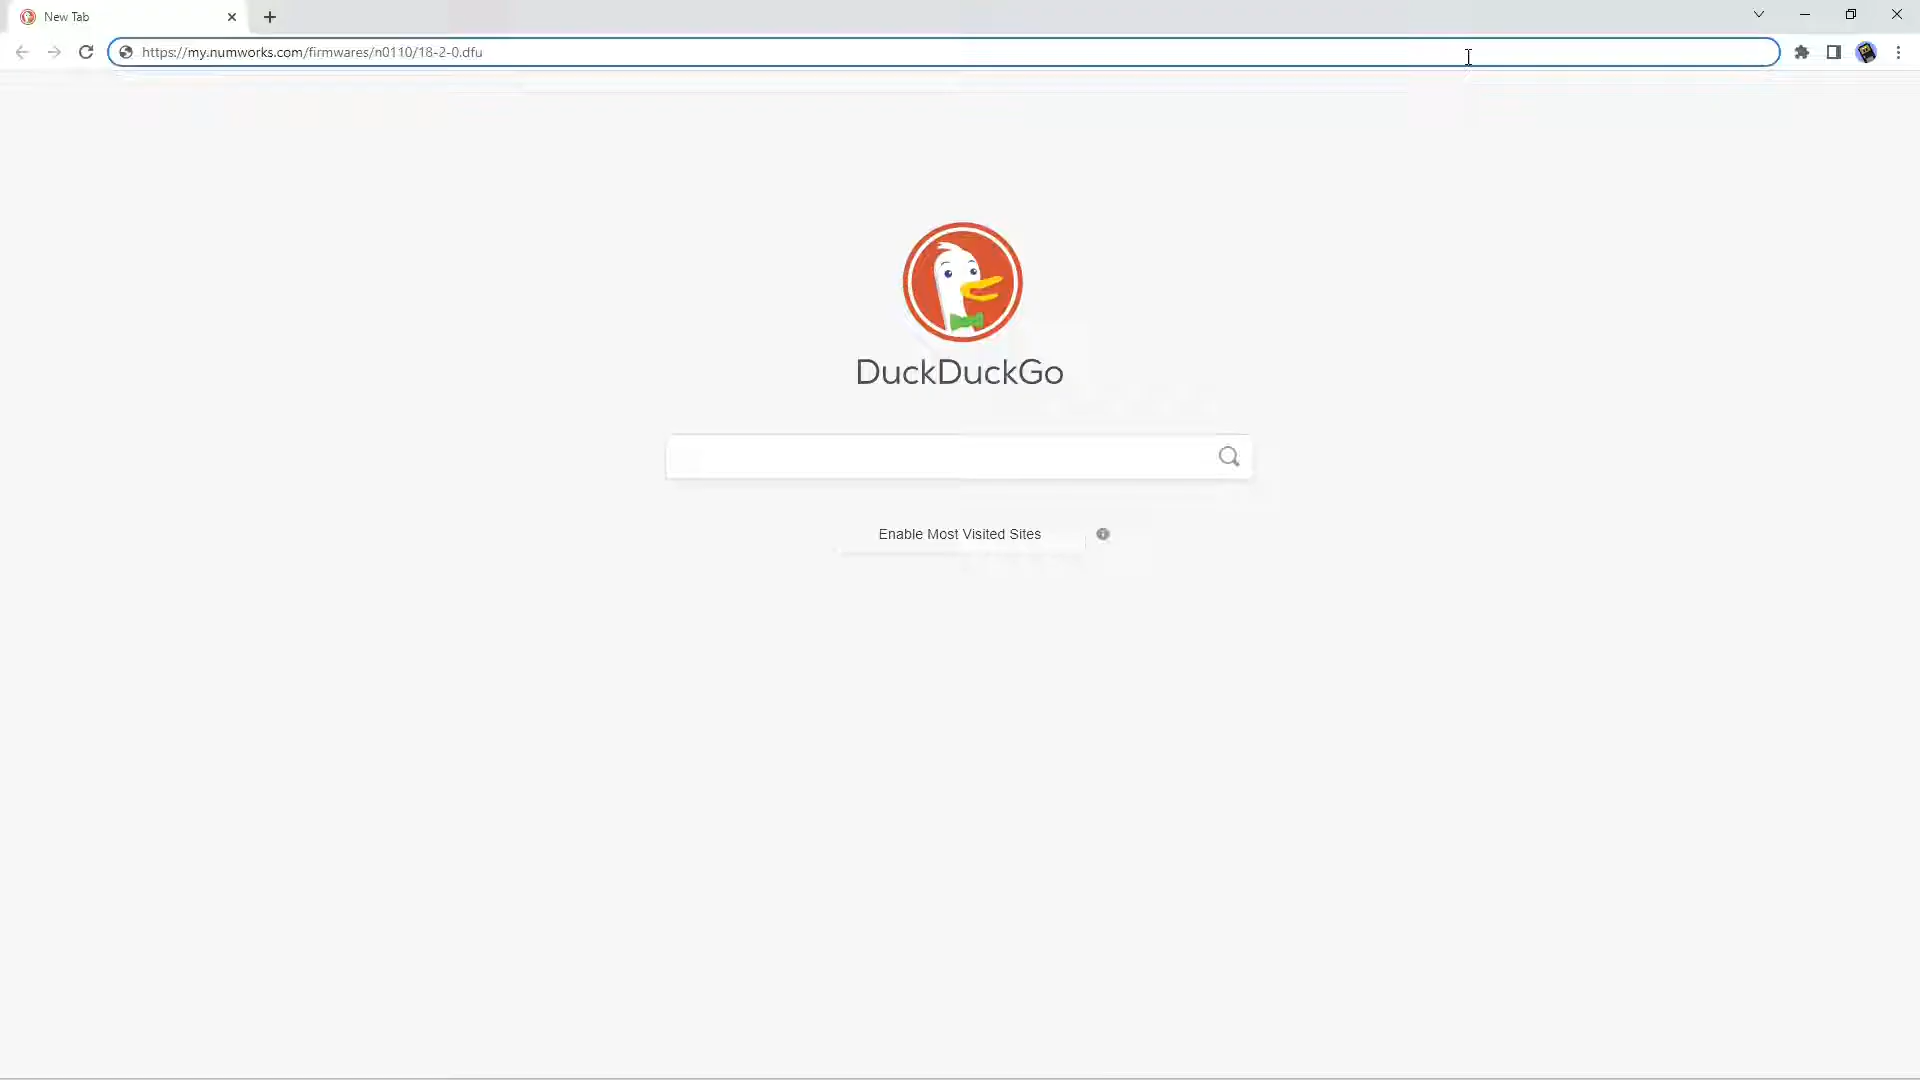 New Tab
https://my.numworks.com/firmwares/n0110/18-2-0.dfu
DuckDuckGo
Enable Most Visited Sites